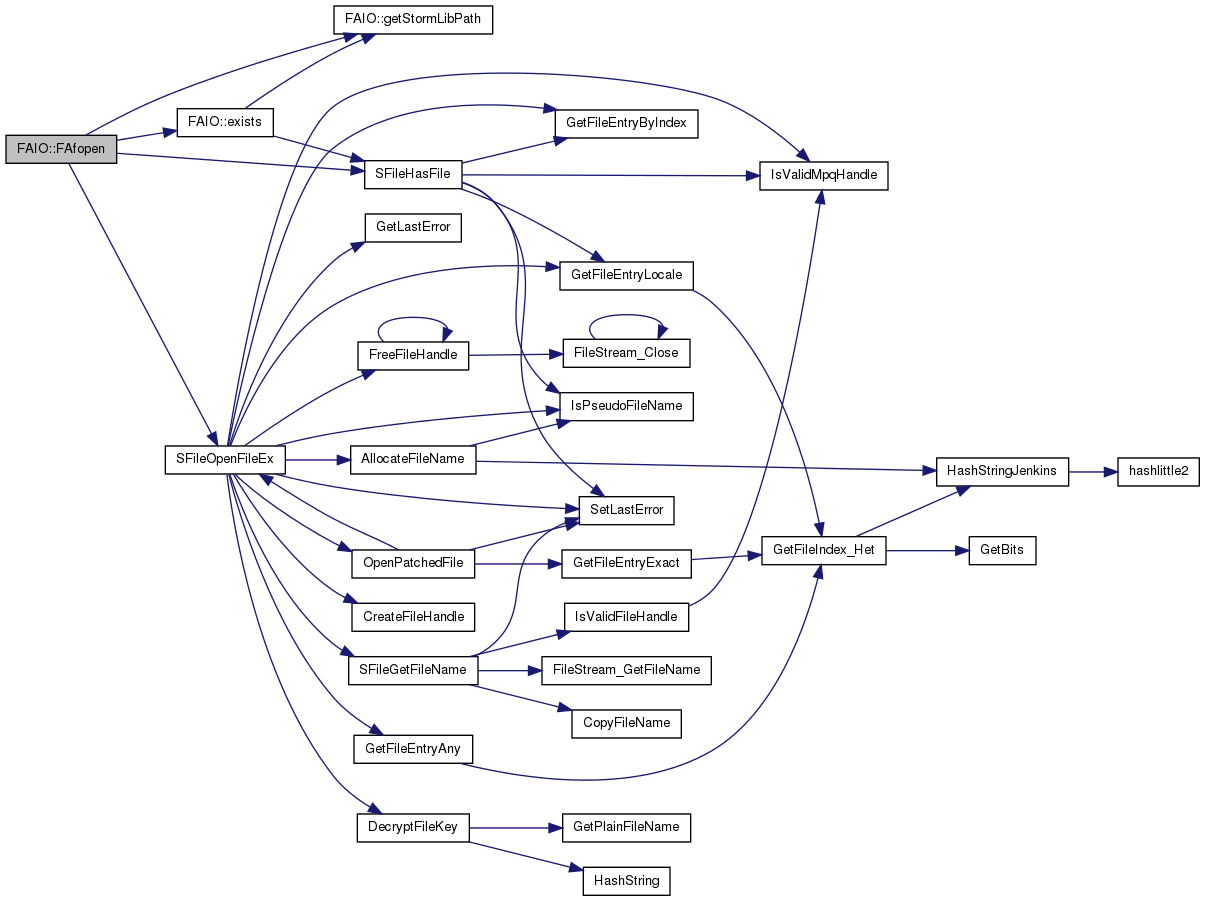 FAIO::getStormLibPath
FAIO::exists
GetFileEntryByIndex
FAIO::FAfopen
SFileHasFile
IsValidMpqHandle
GetLastError
GetFileEntryLocale
FreeFileHandle
FileStream_Close
IsPseudoFileName
SFileOpenFileEx
AllocateFileName
HashStringJenkins
hashlittle2
SetLastError
OpenPatchedFile
GetFileEntryExact
GetFileIndex_Het
GetBits
CreateFileHandle
IsValidFileHandle
SFileGetFileName
FileStream_GetFileName
CopyFileName
GetFileEntryAny
DecryptFileKey
GetPlainFileName
HashString